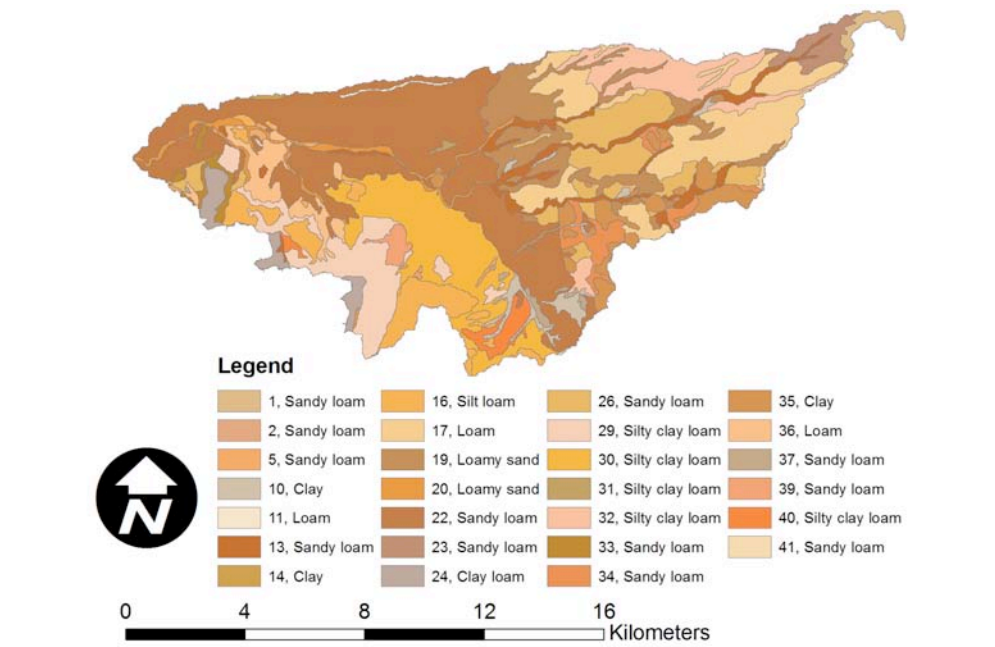 Legend
1, Sandy loam
2, Sandy loam
5, Sandy loam
10, Clay
11, Loam
13, Sandy loam
14, Clay
16, Silt loam
17, Loam
19, Loamy sand
20, Loamy sand
22, Sandy loam
23, Sandy loam
24, Clay loam
26, Sandy loam
29, Silty clay loam
30, Silty clay loam
31, Silty clay loam
32, Silty clay loam
33, Sandy loam
34, Sandy loam
35, Clay
36, Loam
37, Sandy loam
39, Sandy loam
40, Silty clay loam
41, Sandy loam
N
0 4 8 12 16
Kilometers